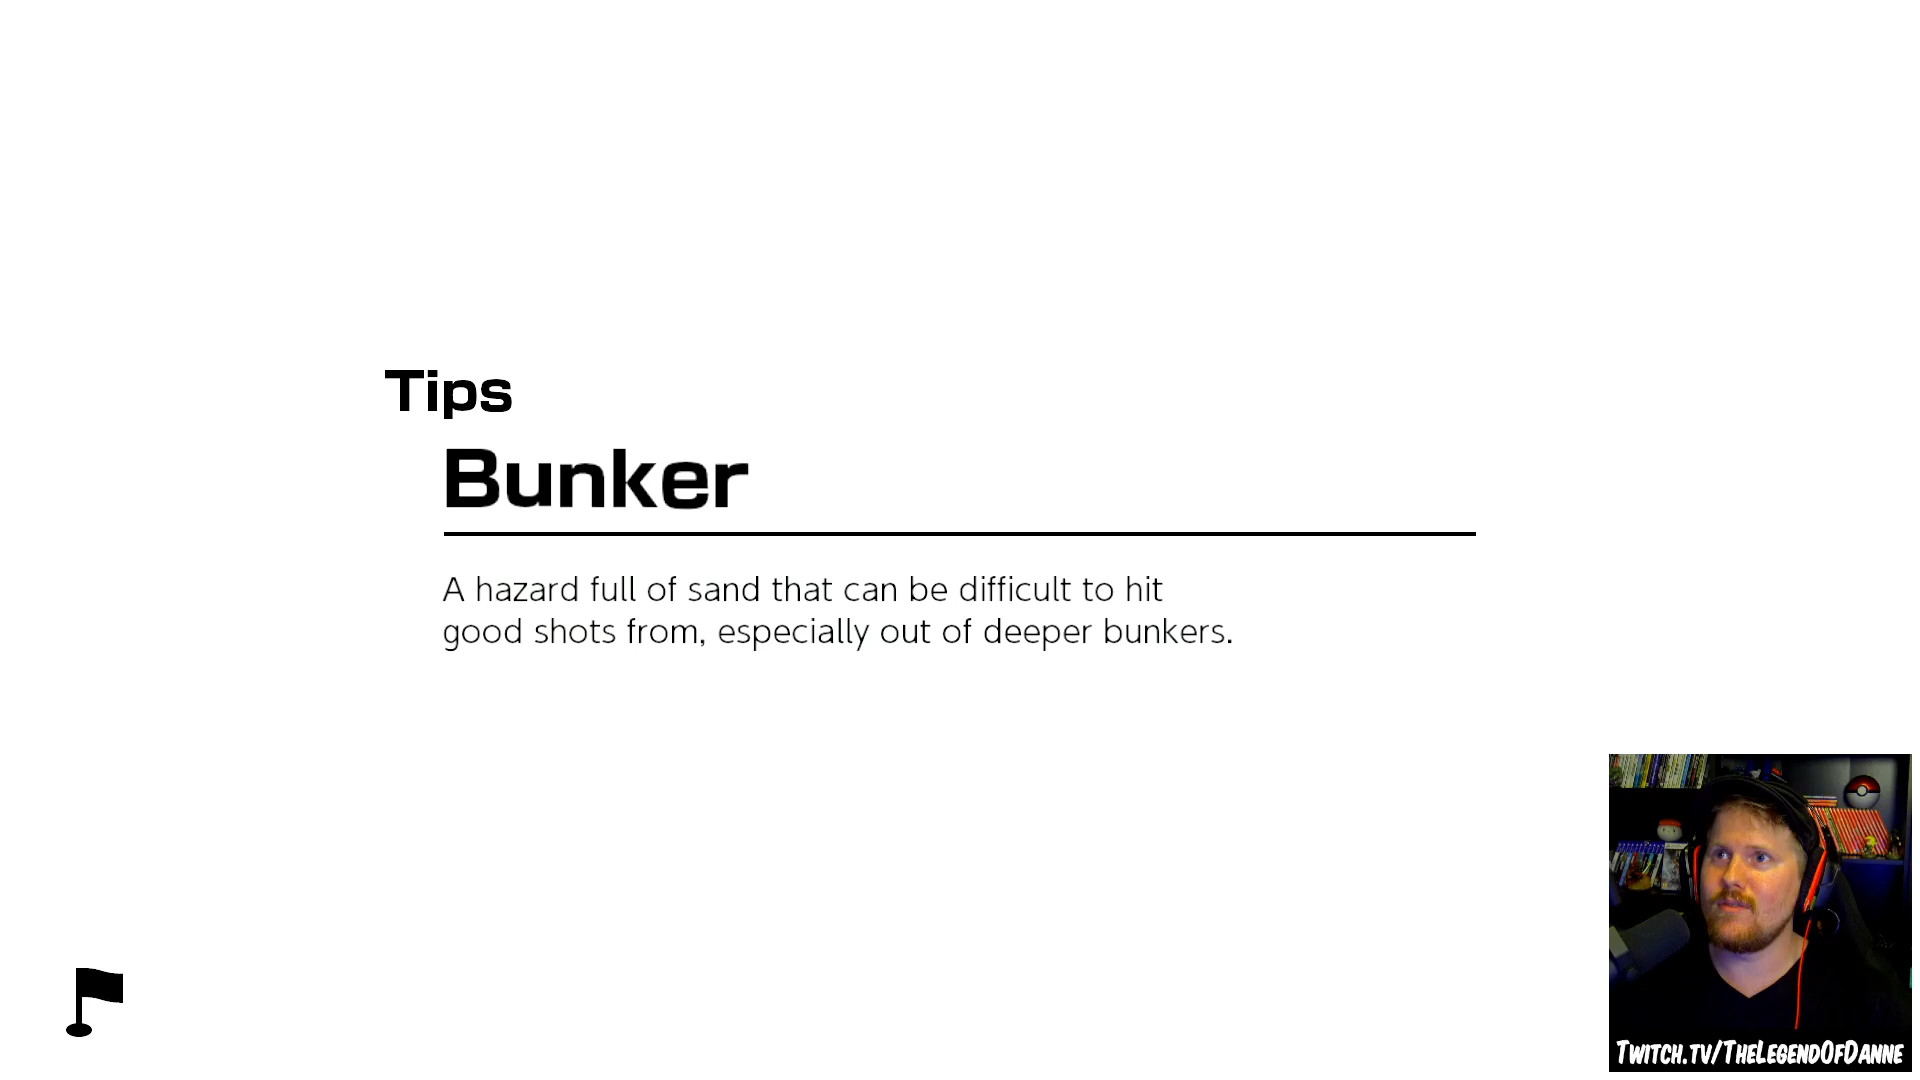 Tips
Bunker
A hazard full of sand that can be difficult to hit
good shots from, especially out of deeper bunkers.
Twitch.tv/TheLegendOfDanne